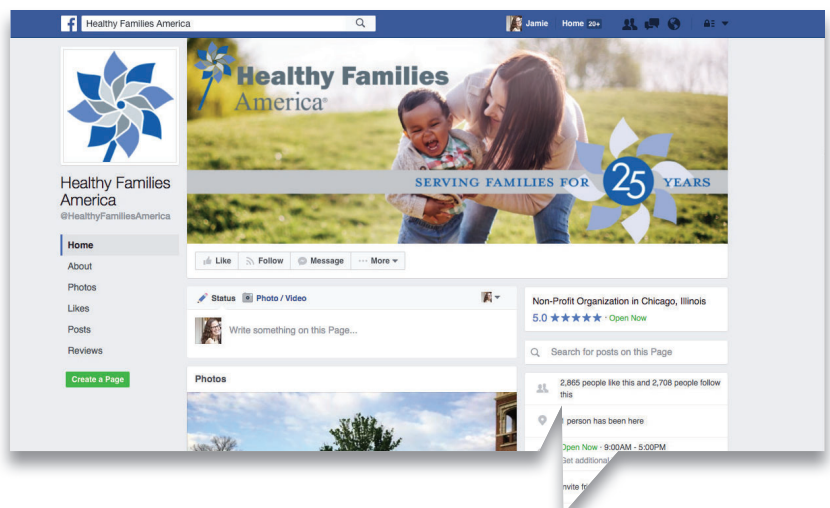 Healthy Families America
Jamie Home 20+
Healthy Families
America®
SERVING FAMILIES FOR 25 YEARS
Healthy Families
America
@HealthyFamiliesAmerica
Home
About
Photos
Likes
Posts
Reviews
Create a Page
Like Follow Message ··· More
Status Photo / Video
Write something on this Page...
Photos
Non-Profit Organization in Chicago, Illinois
5.0 ★★★★★ · Open Now
Search for posts on this Page
2,865 people like this and 2,708 people follow
this
person has been here
Open Now · 9:00AM - 5:00PM
Get additional